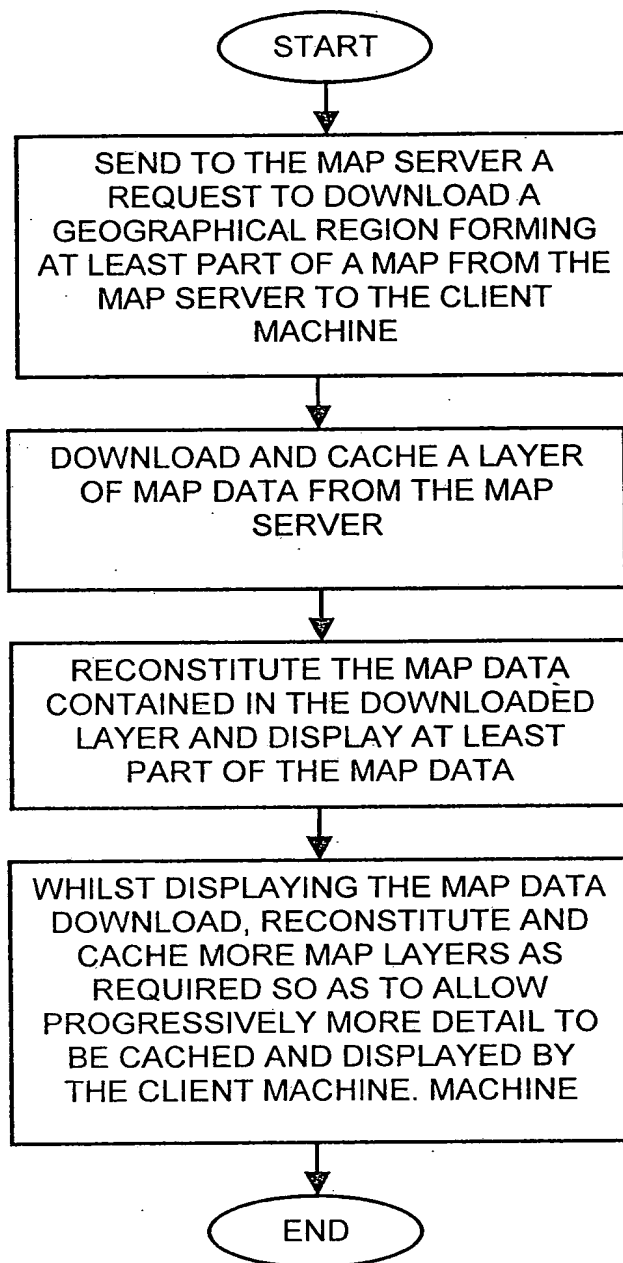 START
SEND TO THE MAP SERVER A
REQUEST TO DOWNLOAD A
GEOGRAPHICAL REGION FORMING
AT LEAST PART OF A MAP FROM THE
MAP SERVER TO THE CLIENT
MACHINE
DOWNLOAD AND CACHE A LAYER
OF MAP DATA FROM THE MAP
SERVER
RECONSTITUTE THE MAP DATA
CONTAINED IN THE DOWNLOADED
LAYER AND DISPLAY AT LEAST
PART OF THE MAP DATA
WHILST DISPLAYING THE MAP DATA
DOWNLOAD, RECONSTITUTE AND
CACHE MORE MAP LAYERS AS
REQUIRED SO AS TO ALLOW
PROGRESSIVELY MORE DETAIL TO
BE CACHED AND DISPLAYED BY
THE CLIENT MACHINE. MACHINE
END